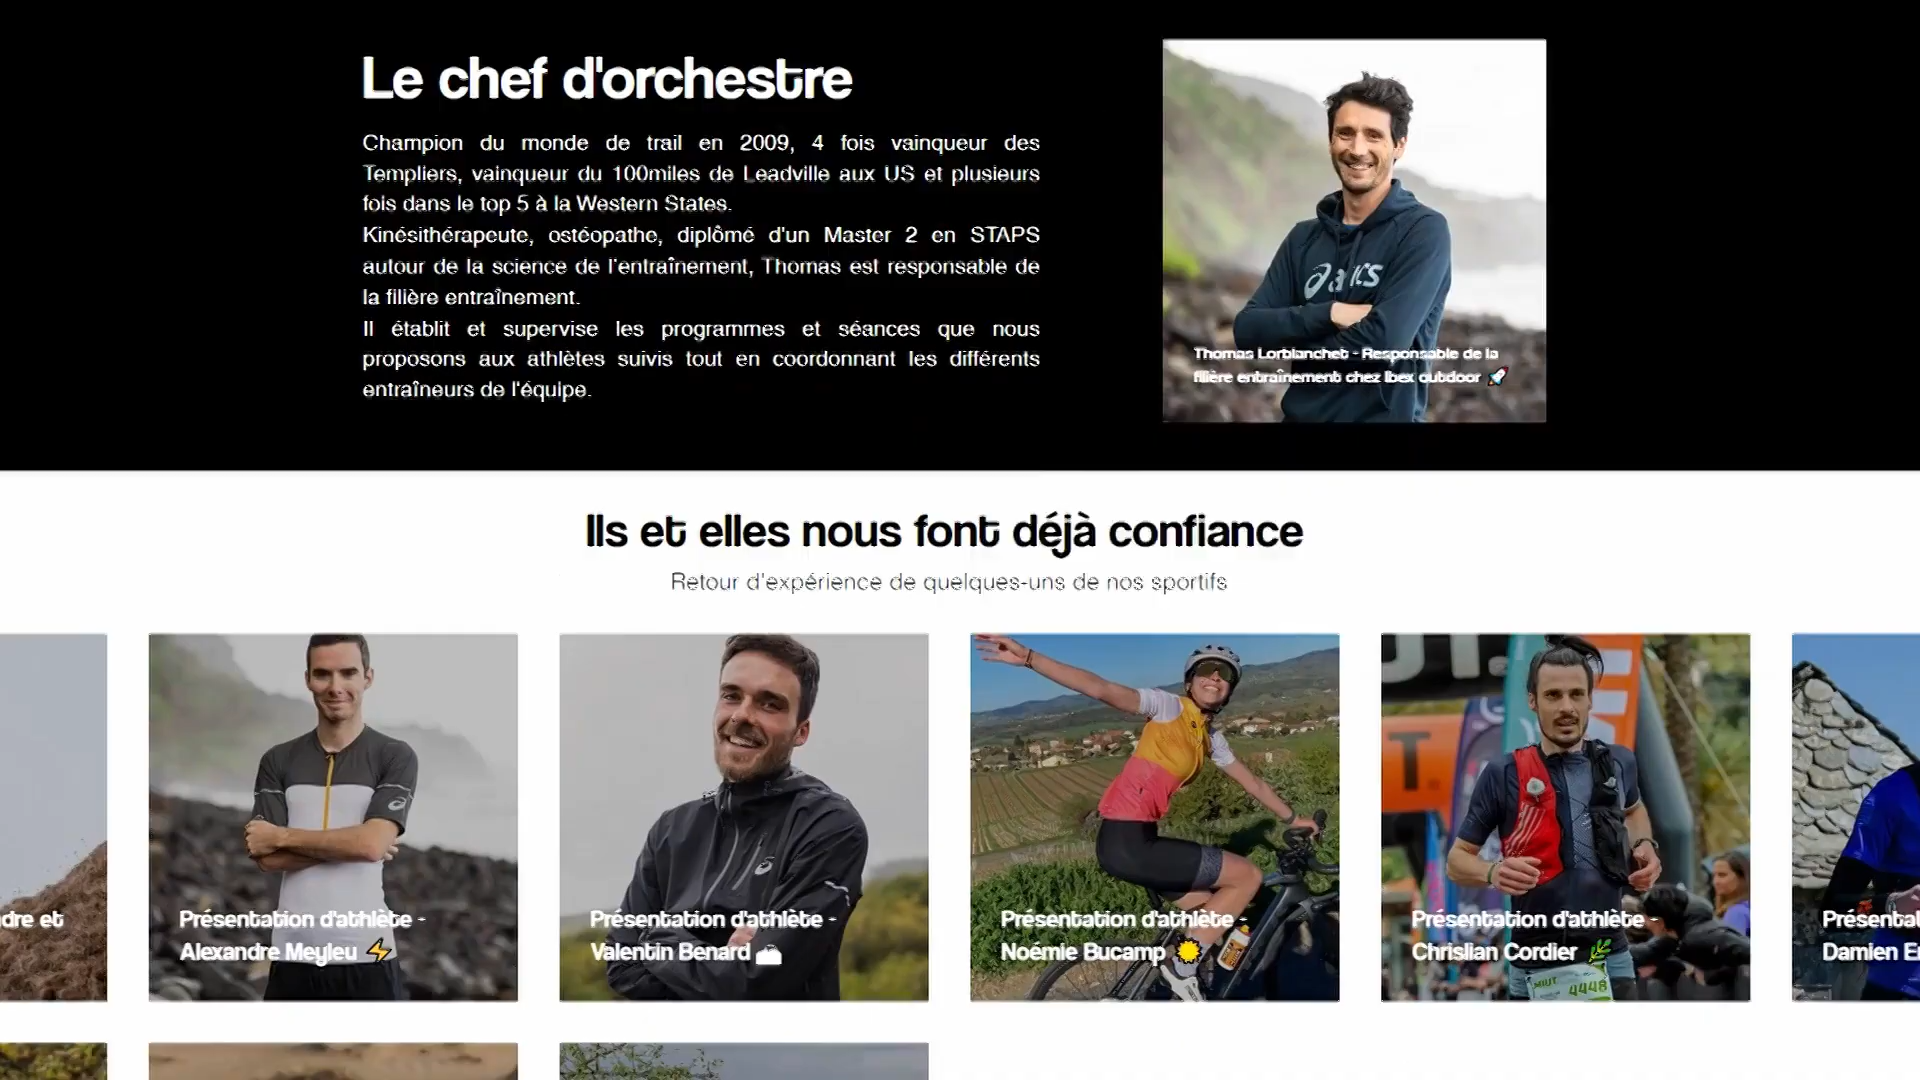 Le chef d'orchestre
Champion du monde de trail en 2009, 4 fois vainqueur des
Templiers, vainqueur du 100miles de Leadville aux US et plusieurs
fois dans le top 5 à la Western States.
Kinésithérapeute, ostéopathe, diplômé d'un Master 2 en STAPS
autour de la science de l'entraînement, Thomas est responsable de
la filière entraînement.
Il établit et supervise les programmes et séances que nous
proposons aux athlètes suivis tout en coordonnant les différents
entraîneurs de l'équipe.
asics
Thomas Lorblanchet - Responsable de la
filière entraînement chez Ibex outdoor 🚀
Ils et elles nous font déjà confiance
Retour d'expérience de quelques-uns de nos sportifs
dre et
Présentation d'athlète -
Alexandre Meyleu ⚡
Présentation d'athlète -
Valentin Benard 🏔
Présentation d'athlète -
Noémie Bucamp
Présentation d'athlète -
Christian Cordier 🌿
MIUT
4448
Présentat
Damien